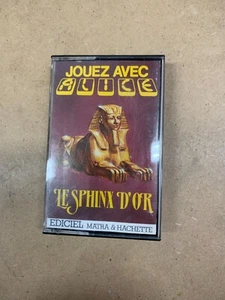 JOUEZ AVEC
ALICE
LE SPHINX D'OR
EDICIEL MATRA & HACHETTE